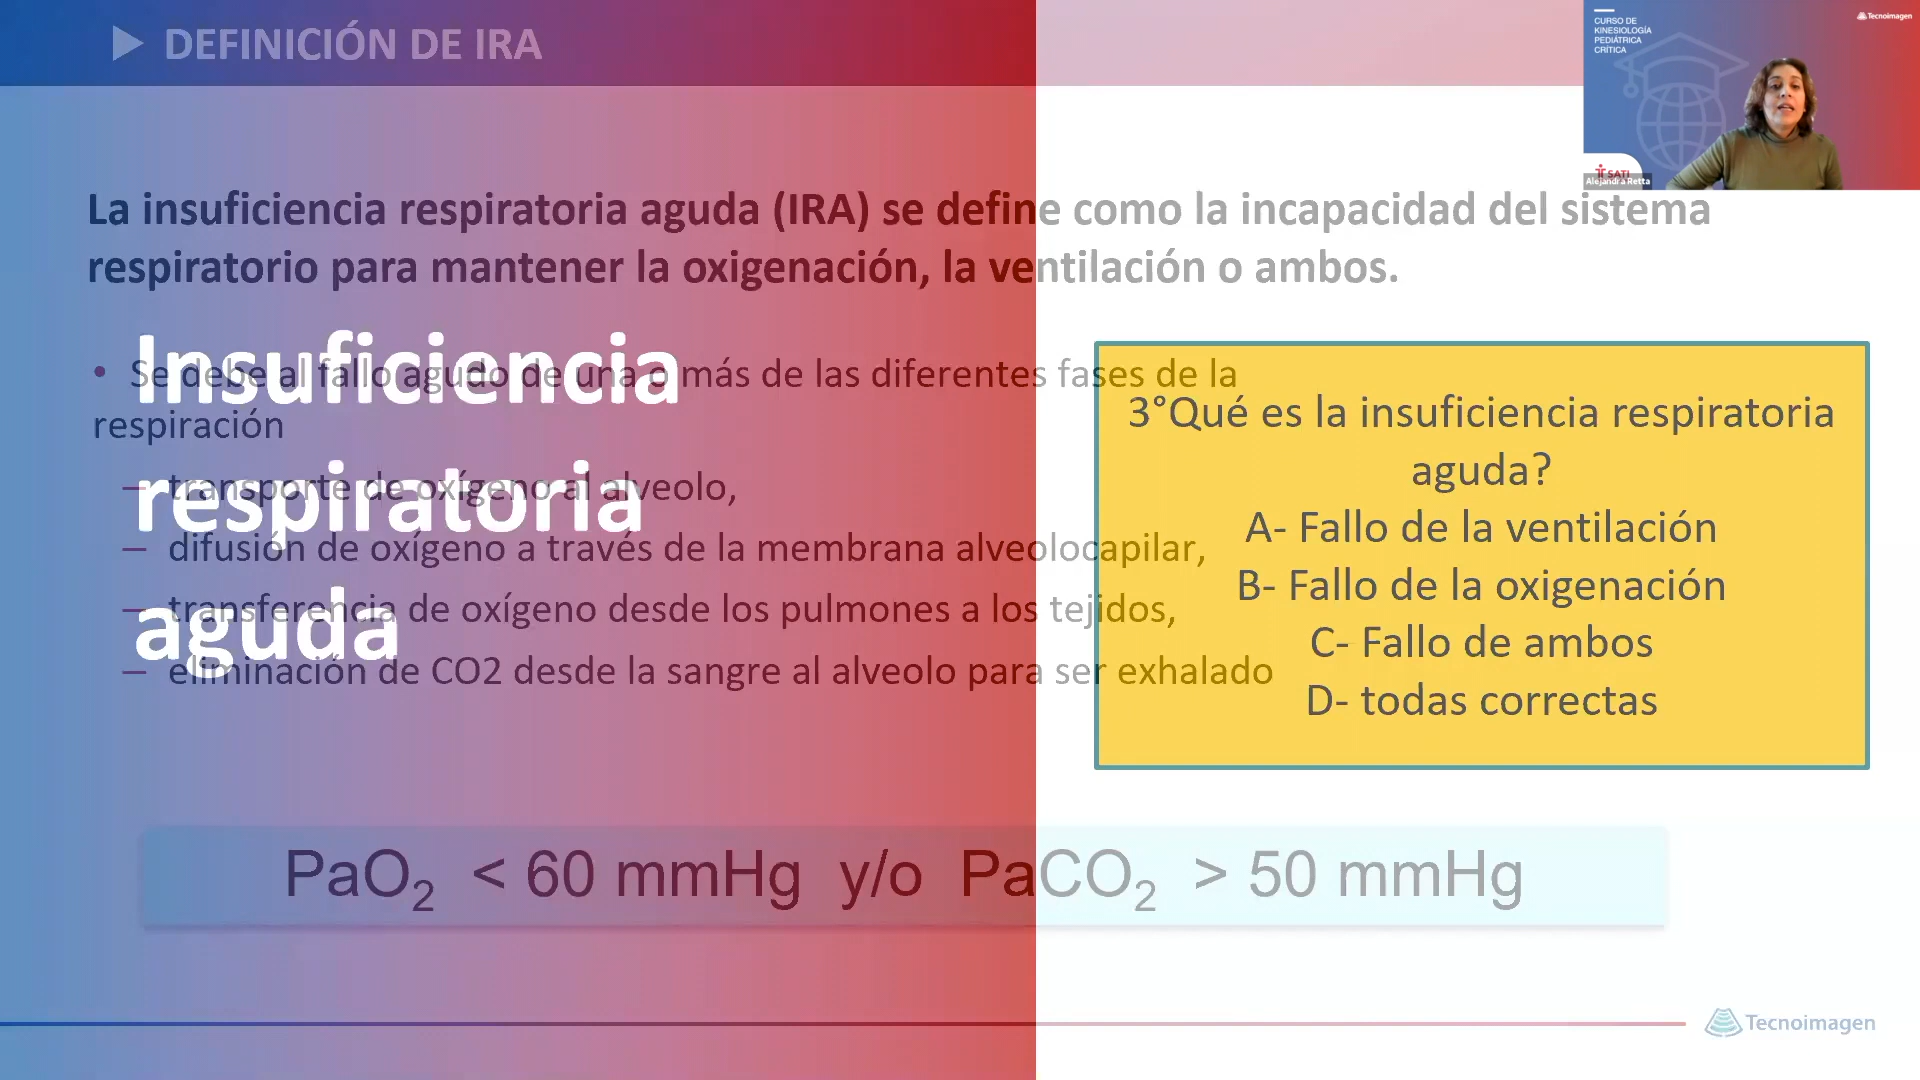 DEFINICIÓN DE IRA
CURSO DE
KINESIOLOGÍA
PEDIÁTRICA
CRÍTICA
Tecnoimagen
SATI
Alejandra Retta
La insuficiencia respiratoria aguda (IRA) se define como la incapacidad del sistema
respiratorio para mantener la oxigenación, la ventilación o ambos.
Insuficiencia
respiratoria
aguda
• Se debe al fallo agudo de una o más de las diferentes fases de la
respiración
– transporte de oxígeno al alveolo,
– difusión de oxígeno a través de la membrana alveolocapilar,
– transferencia de oxígeno desde los pulmones a los tejidos,
– eliminación de CO2 desde la sangre al alveolo para ser exhalado
3°Qué es la insuficiencia respiratoria
aguda?
A- Fallo de la ventilación
B- Fallo de la oxigenación
C- Fallo de ambos
D- todas correctas
PaO₂ < 60 mmHg y/o PaCO₂ > 50 mmHg
Tecnoimagen